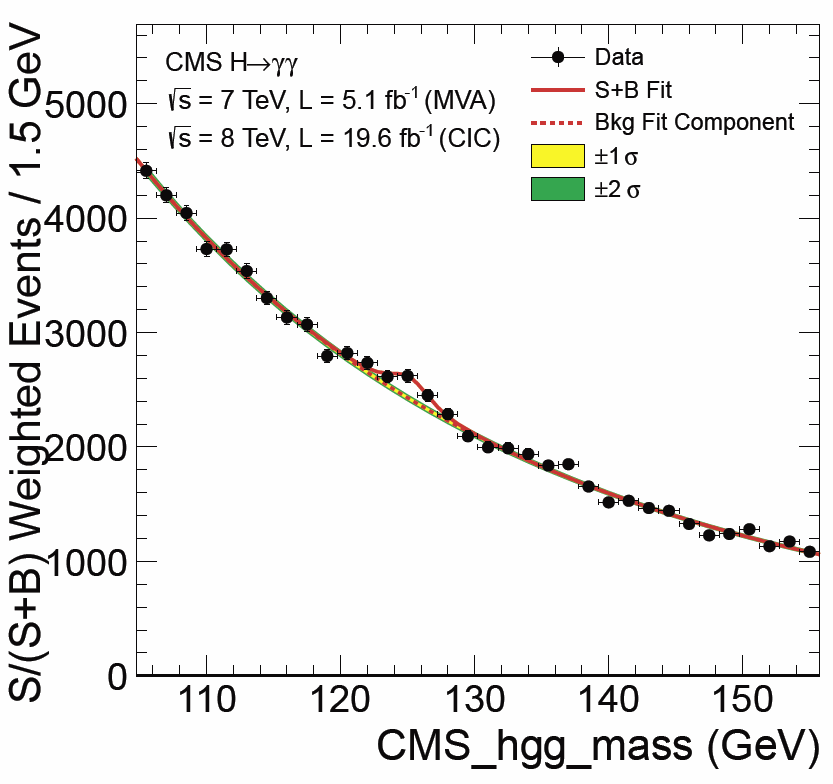 CMS H→γγ
√s = 7 TeV, L = 5.1 fb⁻¹ (MVA)
√s = 8 TeV, L = 19.6 fb⁻¹ (CIC)
Data
S+B Fit
Bkg Fit Component
±1 σ
±2 σ
S/(S+B) Weighted Events / 1.5 GeV
5000
4000
3000
2000
1000
0
110 120 130 140 150
CMS_hgg_mass (GeV)